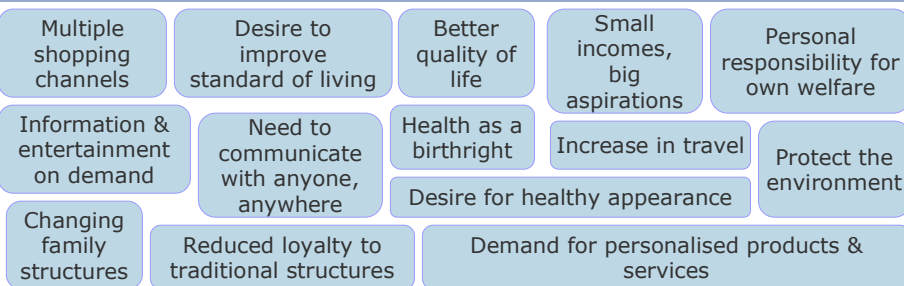 Multiple
shopping
channels
Desire to
improve
standard of living
Better
quality of
life
Small
incomes,
big
aspirations
Personal
responsibility for
own welfare
Information &
entertainment
on demand
Need to
communicate
with anyone,
anywhere
Health as a
birthright
Increase in travel
Protect the
environment
Desire for healthy appearance
Changing
family
structures
Reduced loyalty to
traditional structures
Demand for personalised products &
services